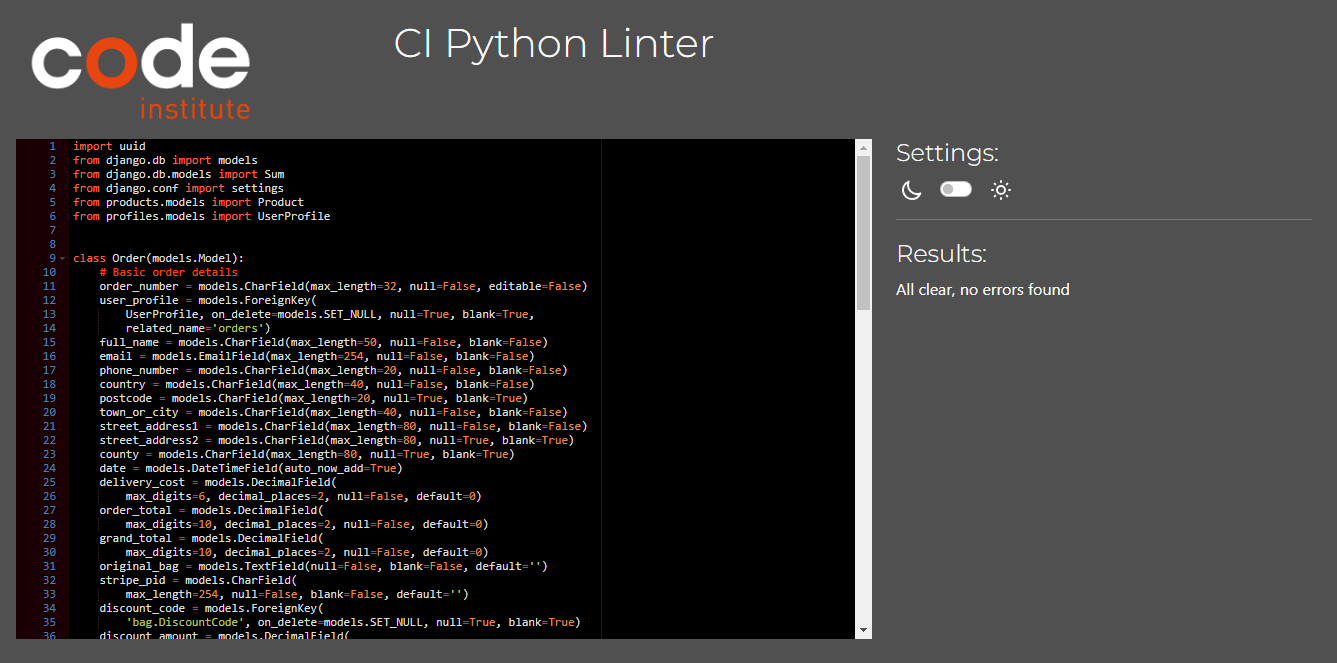 code
institute
CI Python Linter
1 import uuid
2 from django.db import models
3 from django.db.models import Sum
4 from django.conf import settings
5 from products.models import Product
6 from profiles.models import UserProfile
7
8
9 class Order(models.Model):
10     # Basic order details
11     order_number = models.CharField(max_length=32, null=False, editable=False)
12     user_profile = models.ForeignKey(
13         UserProfile, on_delete=models.SET_NULL, null=True, blank=True,
14         related_name='orders')
15     full_name = models.CharField(max_length=50, null=False, blank=False)
16     email = models.EmailField(max_length=254, null=False, blank=False)
17     phone_number = models.CharField(max_length=20, null=False, blank=False)
18     country = models.CharField(max_length=40, null=False, blank=False)
19     postcode = models.CharField(max_length=20, null=True, blank=True)
20     town_or_city = models.CharField(max_length=40, null=False, blank=False)
21     street_address1 = models.CharField(max_length=80, null=False, blank=False)
22     street_address2 = models.CharField(max_length=80, null=True, blank=True)
23     county = models.CharField(max_length=80, null=True, blank=True)
24     date = models.DateTimeField(auto_now_add=True)
25     delivery_cost = models.DecimalField(
26         max_digits=6, decimal_places=2, null=False, default=0)
27     order_total = models.DecimalField(
28         max_digits=10, decimal_places=2, null=False, default=0)
29     grand_total = models.DecimalField(
30         max_digits=10, decimal_places=2, null=False, default=0)
31     original_bag = models.TextField(null=False, blank=False, default='')
32     stripe_pid = models.CharField(
33         max_length=254, null=False, blank=False, default='')
34     discount_code = models.ForeignKey(
35         'bag.DiscountCode', on_delete=models.SET_NULL, null=True, blank=True)
36     discount_amount = models.DecimalField(
Settings:
Results:
All clear, no errors found